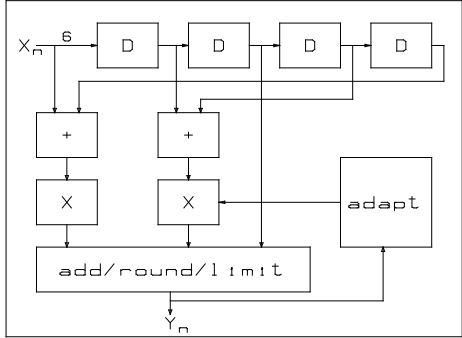 Xn 6 D D D D
+ +
X X adapt
add/round/limit
Yn